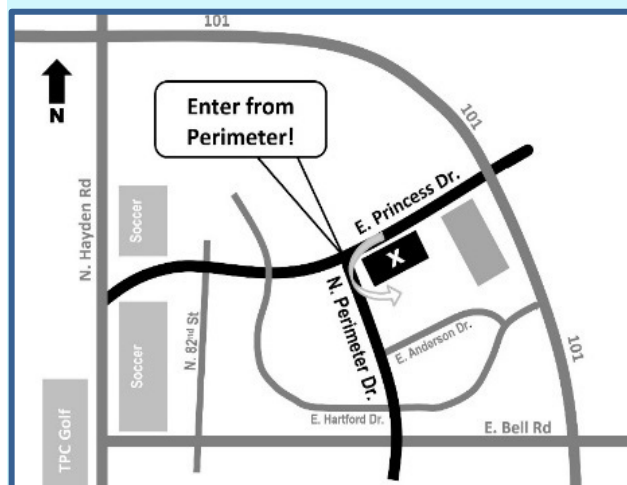 101
N
Enter from
Perimeter!
101
N. Hayden Rd
Soccer
E. Princess Dr.
X
N. 82nd St
N. Perimeter Dr.
Soccer
E. Anderson Dr.
101
TPC Golf
E. Hartford Dr.
E. Bell Rd